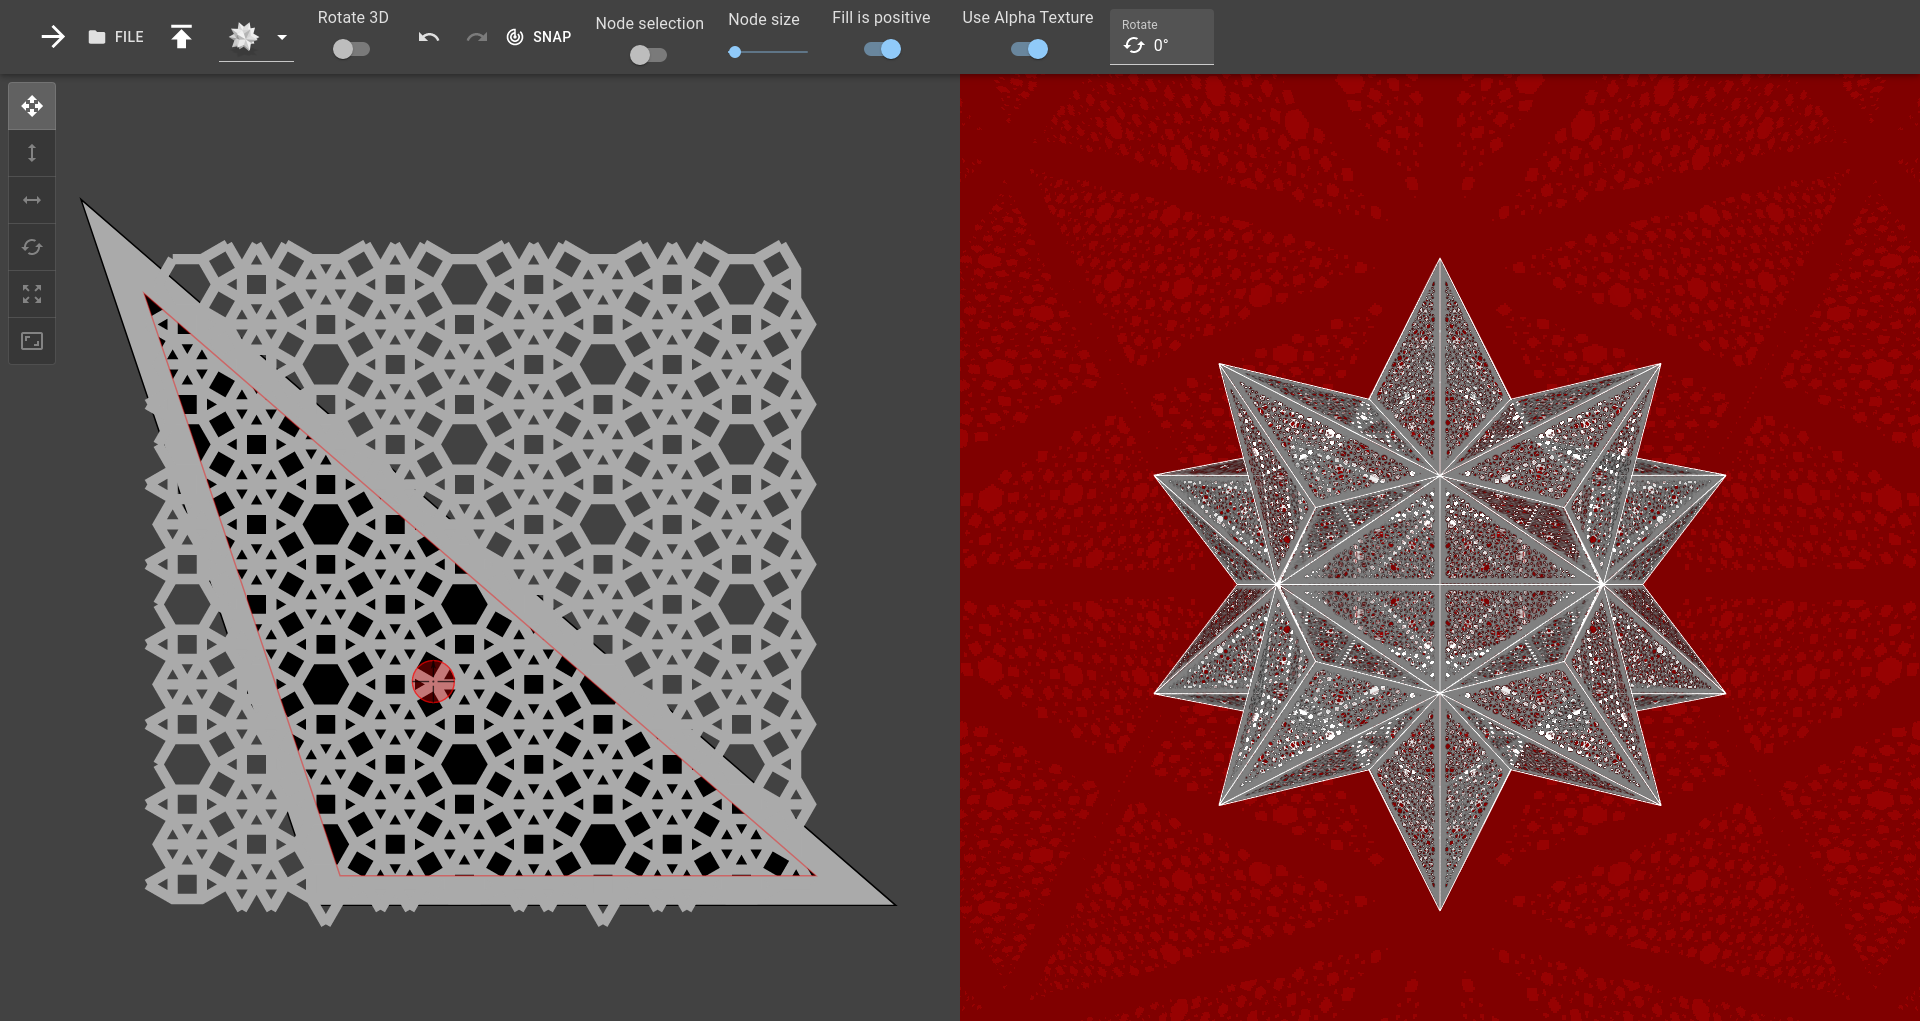 FILE
Rotate 3D
SNAP
Node selection
Node size
Fill is positive
Use Alpha Texture
Rotate
0°